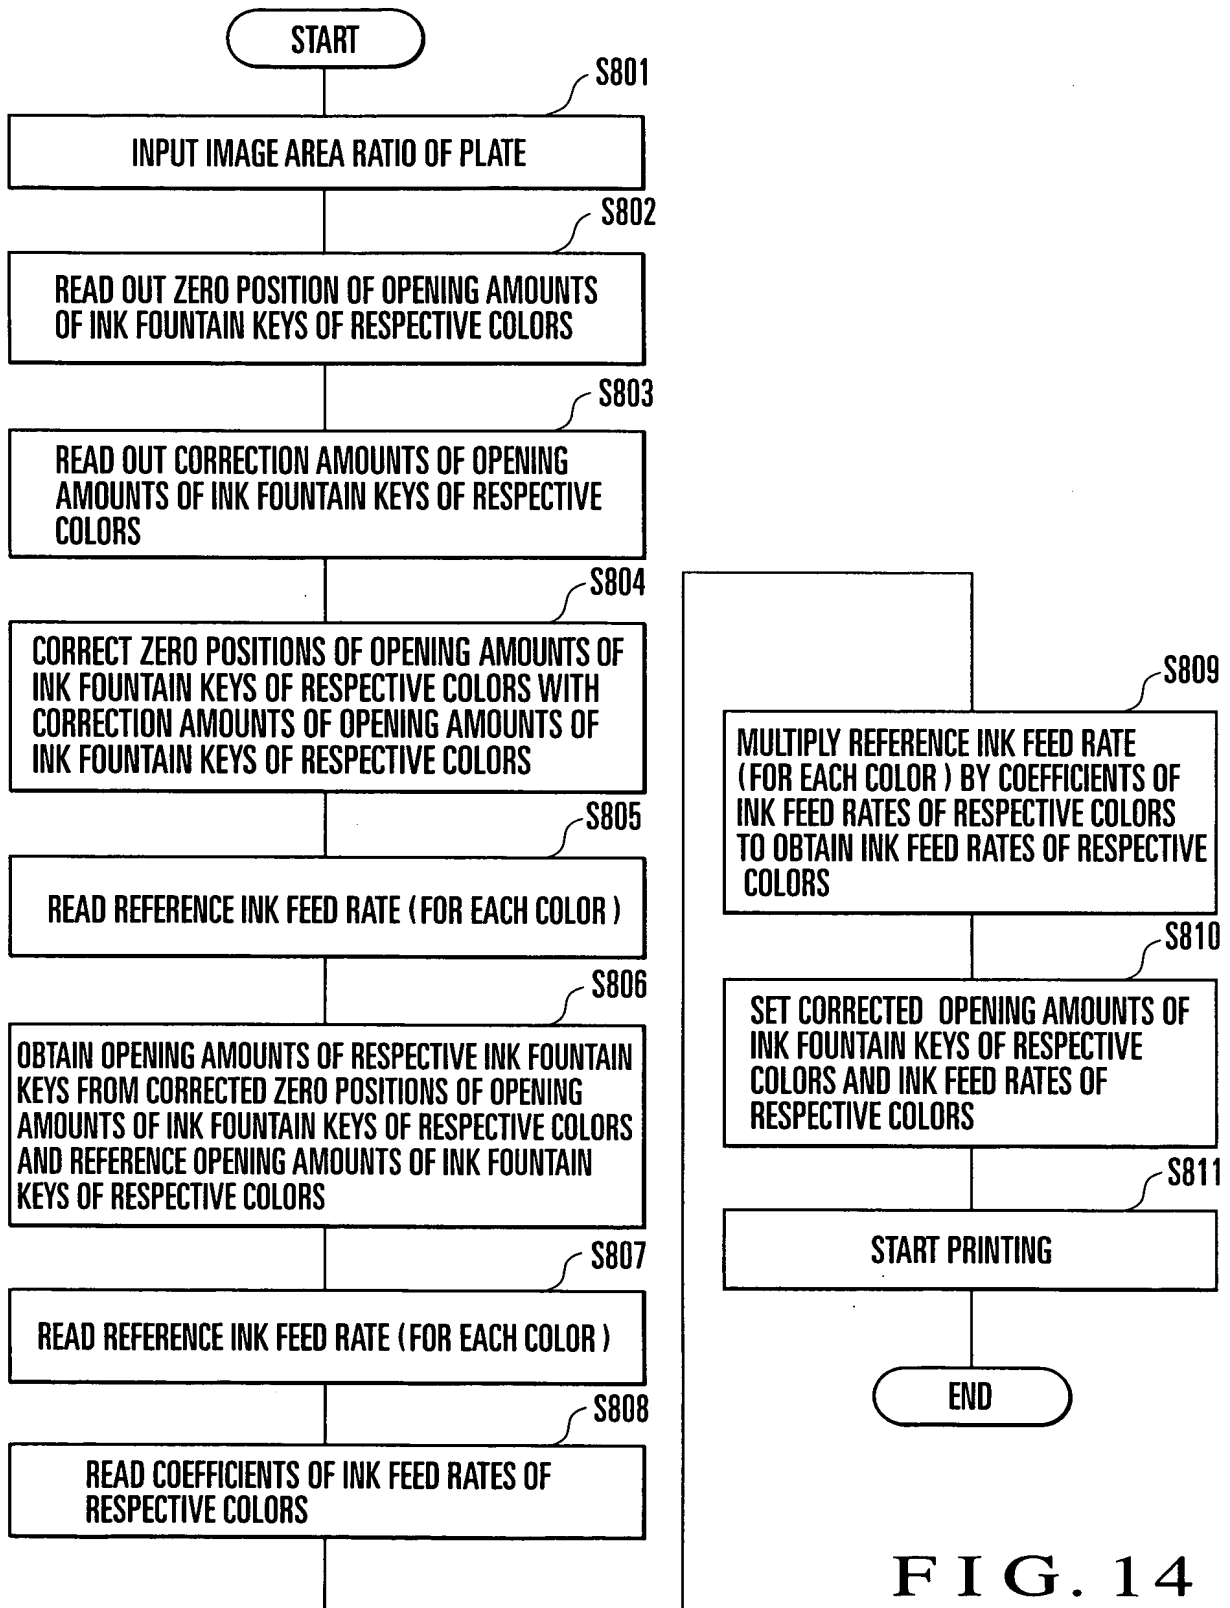 START
S801
INPUT IMAGE AREA RATIO OF PLATE
S802
READ OUT ZERO POSITION OF OPENING AMOUNTS
OF INK FOUNTAIN KEYS OF RESPECTIVE COLORS
S803
READ OUT CORRECTION AMOUNTS OF OPENING
AMOUNTS OF INK FOUNTAIN KEYS OF RESPECTIVE
COLORS
S804
CORRECT ZERO POSITIONS OF OPENING AMOUNTS OF
INK FOUNTAIN KEYS OF RESPECTIVE COLORS WITH
CORRECTION AMOUNTS OF OPENING AMOUNTS OF
INK FOUNTAIN KEYS OF RESPECTIVE COLORS
S805
READ REFERENCE INK FEED RATE (FOR EACH COLOR )
S806
OBTAIN OPENING AMOUNTS OF RESPECTIVE INK FOUNTAIN
KEYS FROM CORRECTED ZERO POSITIONS OF OPENING
AMOUNTS OF INK FOUNTAIN KEYS OF RESPECTIVE COLORS
AND REFERENCE OPENING AMOUNTS OF INK FOUNTAIN
KEYS OF RESPECTIVE COLORS
S807
READ REFERENCE INK FEED RATE (FOR EACH COLOR )
S808
READ COEFFICIENTS OF INK FEED RATES OF
RESPECTIVE COLORS
S809
MULTIPLY REFERENCE INK FEED RATE
(FOR EACH COLOR ) BY COEFFICIENTS OF
INK FEED RATES OF RESPECTIVE COLORS
TO OBTAIN INK FEED RATES OF RESPECTIVE
COLORS
S810
SET CORRECTED OPENING AMOUNTS OF
INK FOUNTAIN KEYS OF RESPECTIVE
COLORS AND INK FEED RATES OF
RESPECTIVE COLORS
S811
START PRINTING
END
FIG. 14